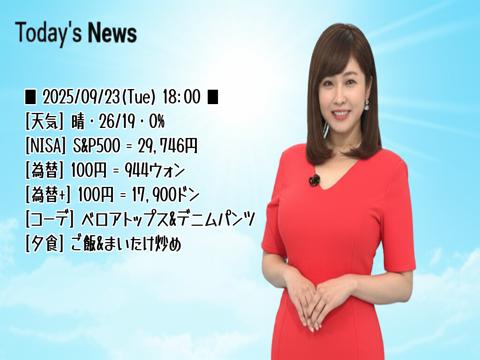 Today's News
■ 2025/09/23(Tue) 18:00 ■
[天気] 晴・26/19・0%
[NISA] S&P500 = 29,746円
[為替] 100円 = 944ウォン
[為替+] 100円 = 17,900ドン
[コーデ] ベロアトップス&デニムパンツ
[夕食] ご飯&まいたけ炒め